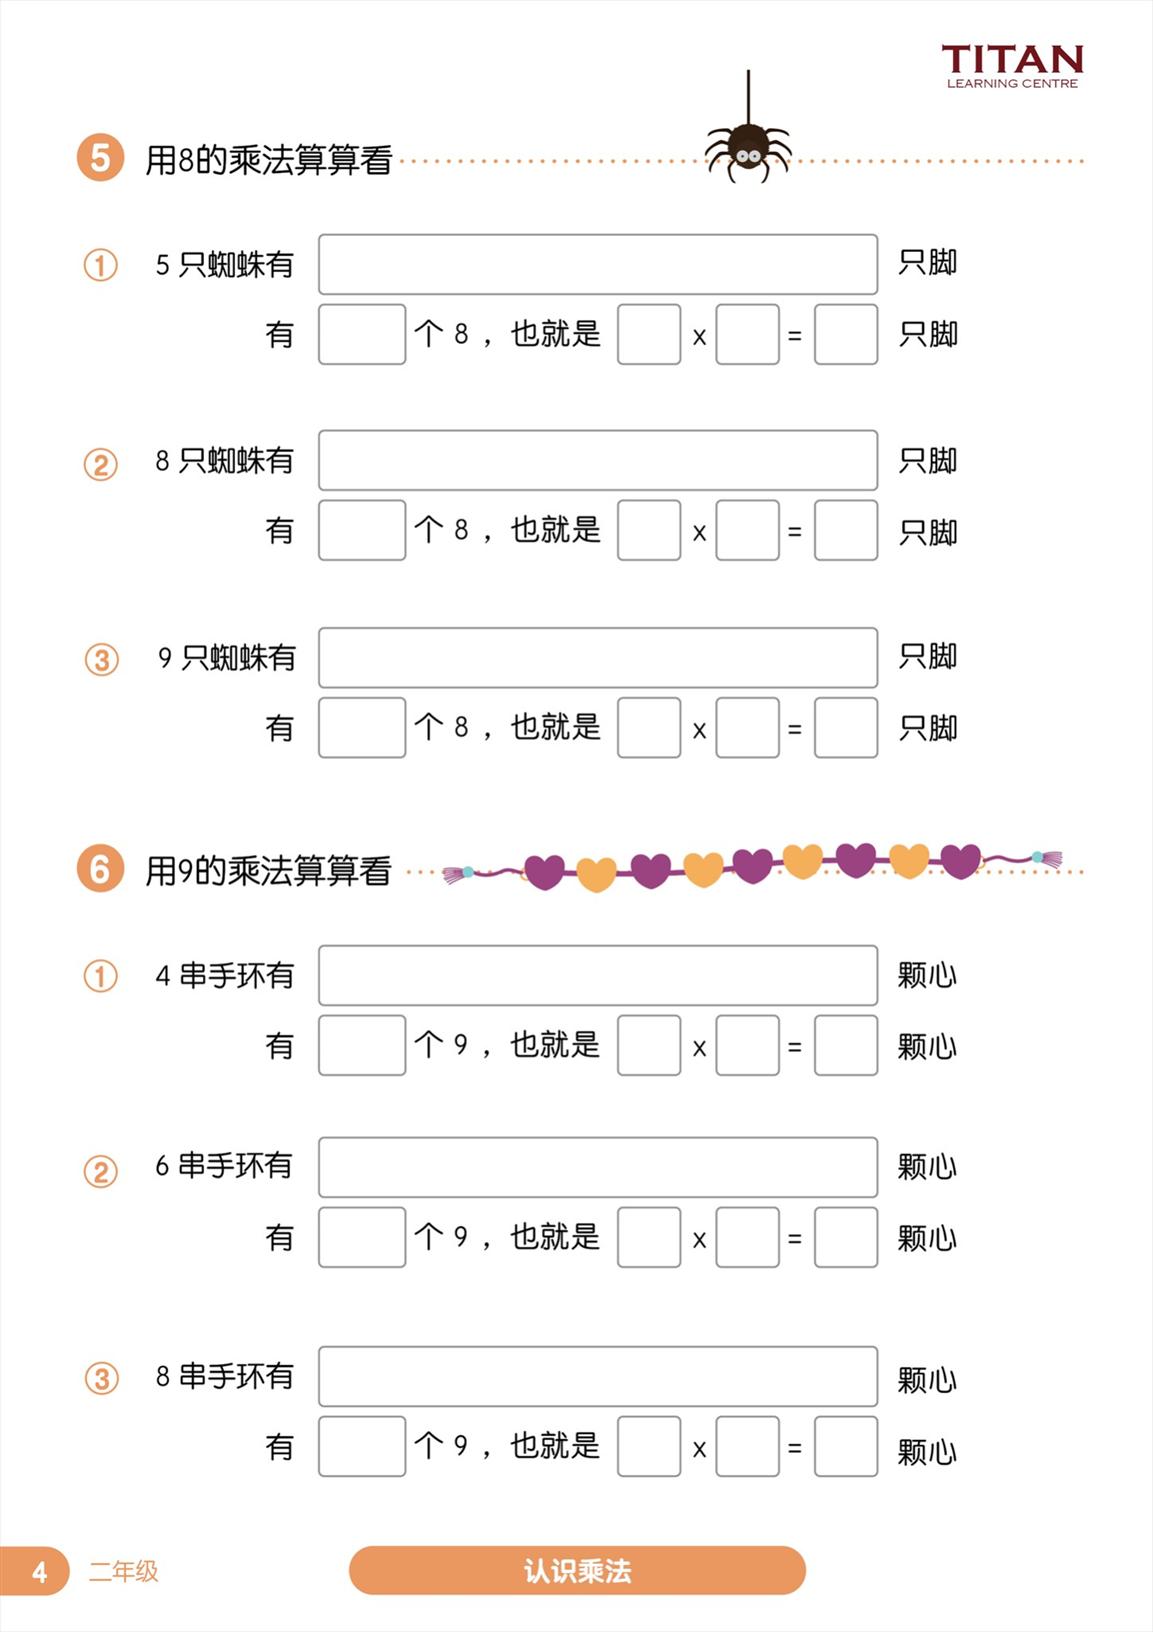 TITAN
LEARNING CENTRE
5 用8的乘法算算看
① 5 只蜘蛛有 只脚
有 个 8 ，也就是 x = 只脚
② 8 只蜘蛛有 只脚
有 个 8 ，也就是 x = 只脚
③ 9 只蜘蛛有 只脚
有 个 8 ，也就是 x = 只脚
6 用9的乘法算算看
① 4 串手环有 颗心
有 个 9 ，也就是 x = 颗心
② 6 串手环有 颗心
有 个 9 ，也就是 x = 颗心
③ 8 串手环有 颗心
有 个 9 ，也就是 x = 颗心
4 二年级 认识乘法